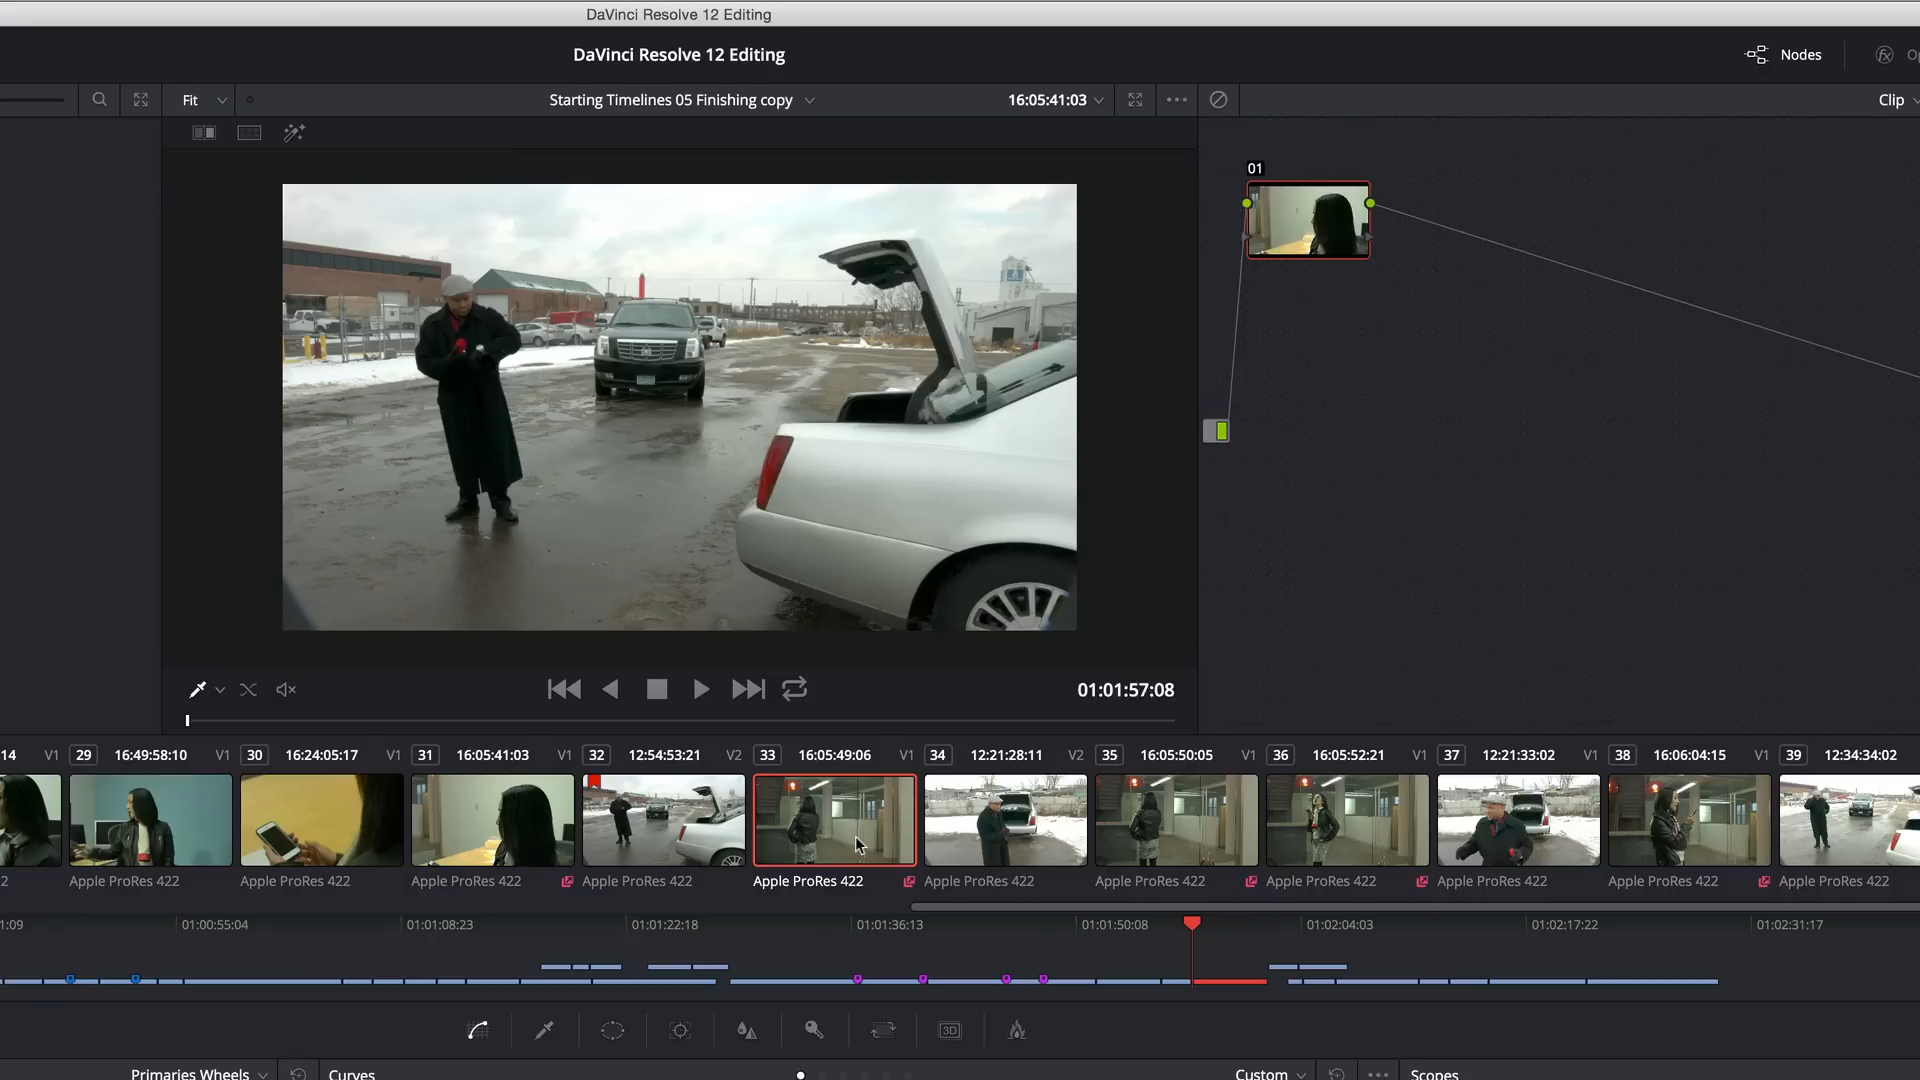 DaVinci Resolve 12 Editing
DaVinci Resolve 12 Editing
Nodes
Fit
Starting Timelines 05 Finishing copy
16:05:41:03
Clip
01
01:01:57:08
14 V1 29 16:49:58:10 V1 30 16:24:05:17 V1 31 16:05:41:03 V1 32 12:54:53:21 V2 33 16:05:49:06 V1 34 12:21:28:11 V2 35 16:05:50:05 V1 36 16:05:52:21 V1 37 12:21:33:02 V1 38 16:06:04:15 V1 39 12:34:34:02
2 Apple ProRes 422 Apple ProRes 422 Apple ProRes 422 Apple ProRes 422 Apple ProRes 422 Apple ProRes 422 Apple ProRes 422 Apple ProRes 422 Apple ProRes 422 Apple ProRes 422 Apple ProRes 422
1:09 01:00:55:04 01:01:08:23 01:01:22:18 01:01:36:13 01:01:50:08 01:02:04:03 01:02:17:22 01:02:31:17
3D
Primaries Wheels Curves Custom Scopes